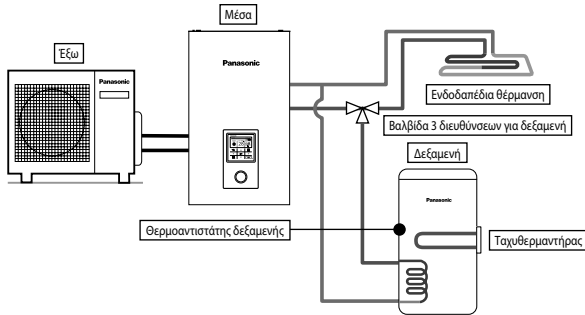 Έξω
Μέσα
Panasonic
Panasonic
Ενδοδαπέδια θέρμανση
Βαλβίδα 3 διευθύνσεων για δεξαμενή
Δεξαμενή
Panasonic
Θερμοαντιστάτης δεξαμενής
Ταχυθερμαντήρας